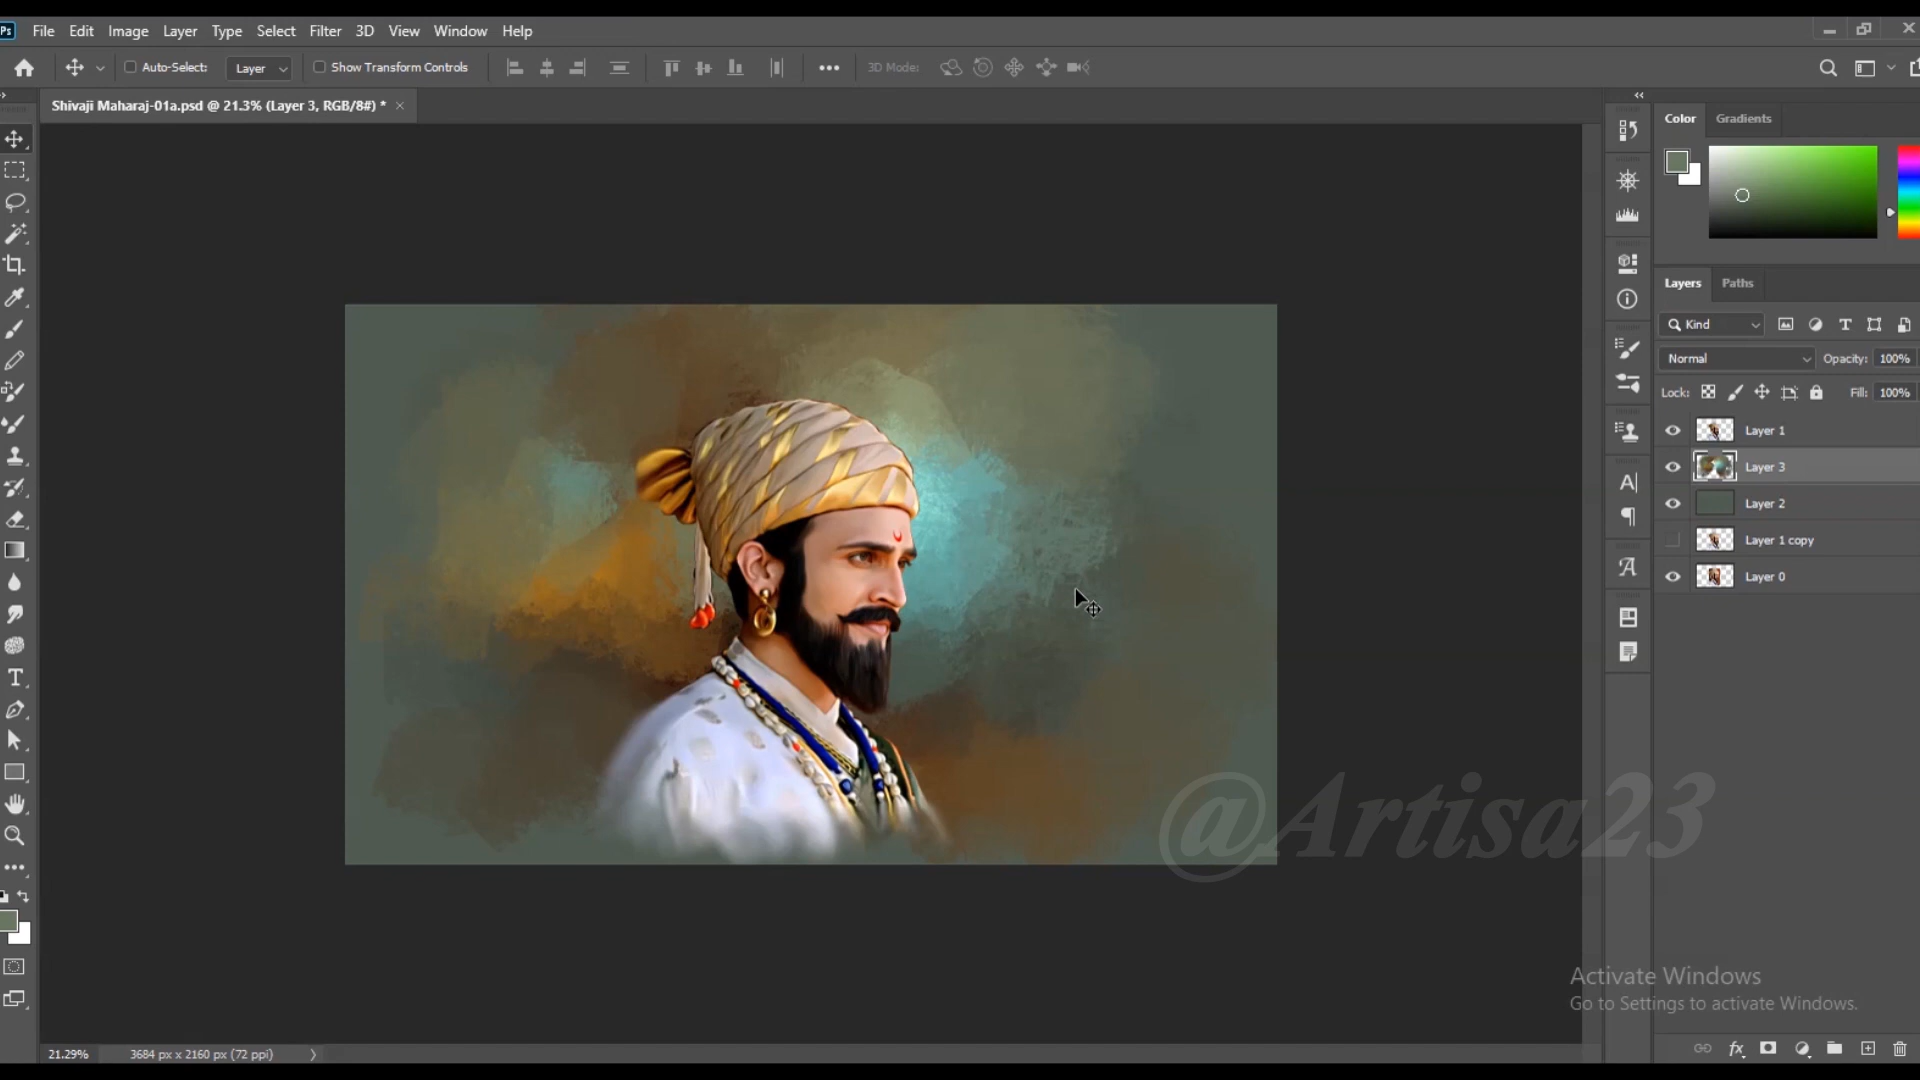 Ps File Edit Image Layer Type Select Filter 3D View Window Help
Auto-Select: Layer Show Transform Controls 3D Mode:
Shivaji Maharaj-01a.psd @ 21.3% (Layer 3, RGB/8#) * ×
Color Gradients
Layers Paths
Kind
Normal Opacity: 100%
Lock: Fill: 100%
Layer 1
Layer 3
Layer 2
Layer 1 copy
Layer 0
@Artisa23
Activate Windows
Go to Settings to activate Windows.
21.29% 3684 px x 2160 px (72 ppi)